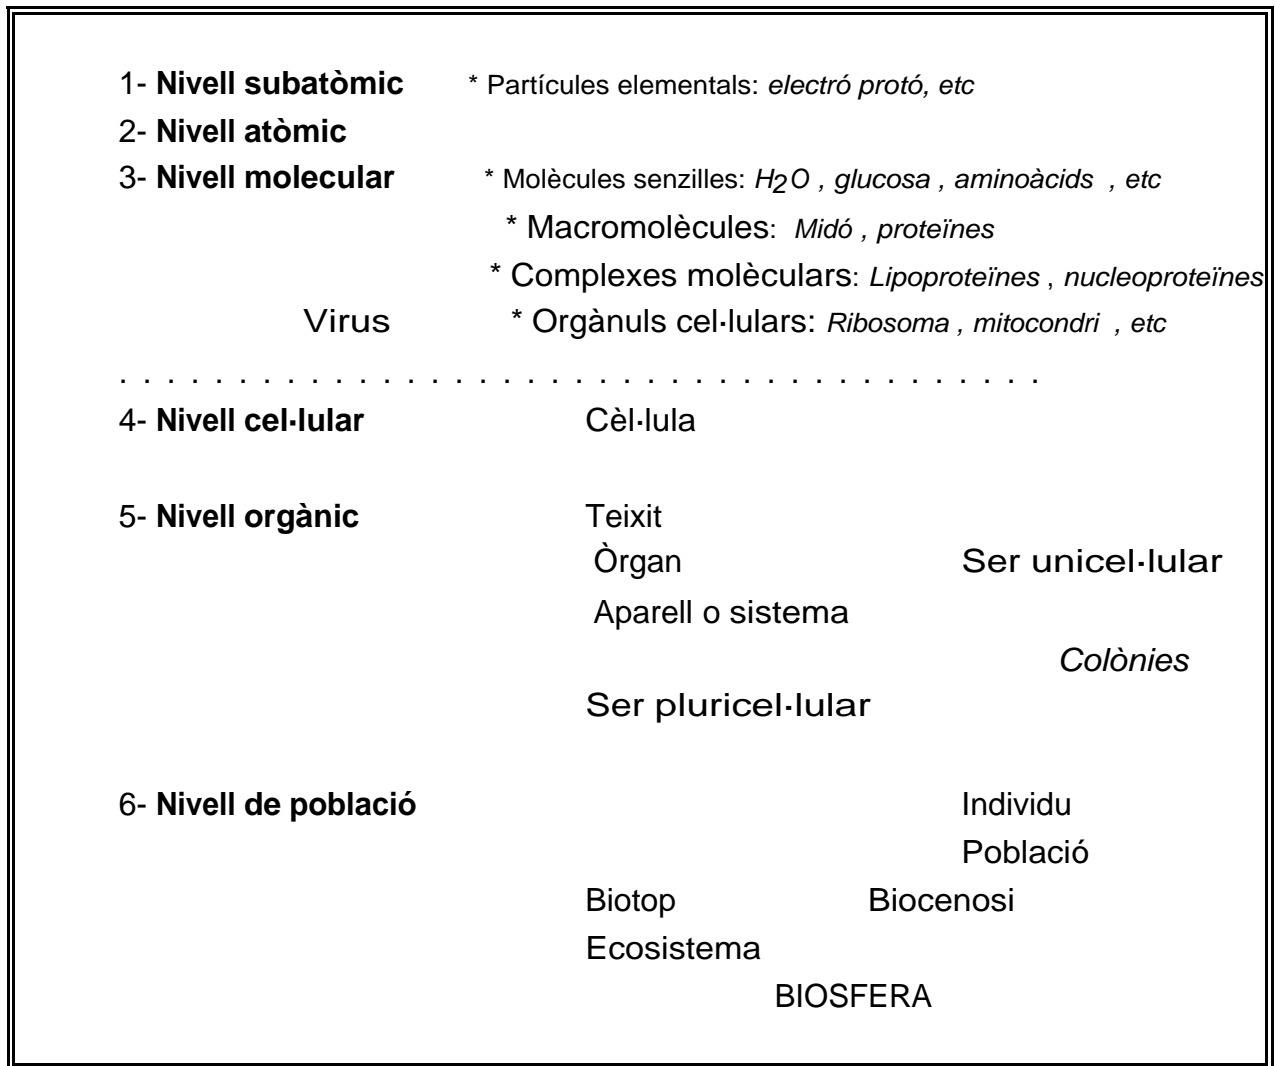 1- Nivell subatòmic * Partícules elementals: electró protó, etc
2- Nivell atòmic
3- Nivell molecular * Molècules senzilles: H2O , glucosa , aminoàcids , etc
* Macromolècules: Midó , proteïnes
* Complexes molèculars: Lipoproteïnes , nucleoproteïnes
Virus * Orgànuls cel·lulars: Ribosoma , mitocondri , etc
. . . . . . . . . . . . . . . . . . . . . . . . . . . . . . . . . . . . . . .
4- Nivell cel·lular Cèl·lula
5- Nivell orgànic Teixit
Òrgan Ser unicel·lular
Aparell o sistema
Colònies
Ser pluricel·lular
6- Nivell de població Individu
Població
Biotop Biocenosi
Ecosistema
BIOSFERA